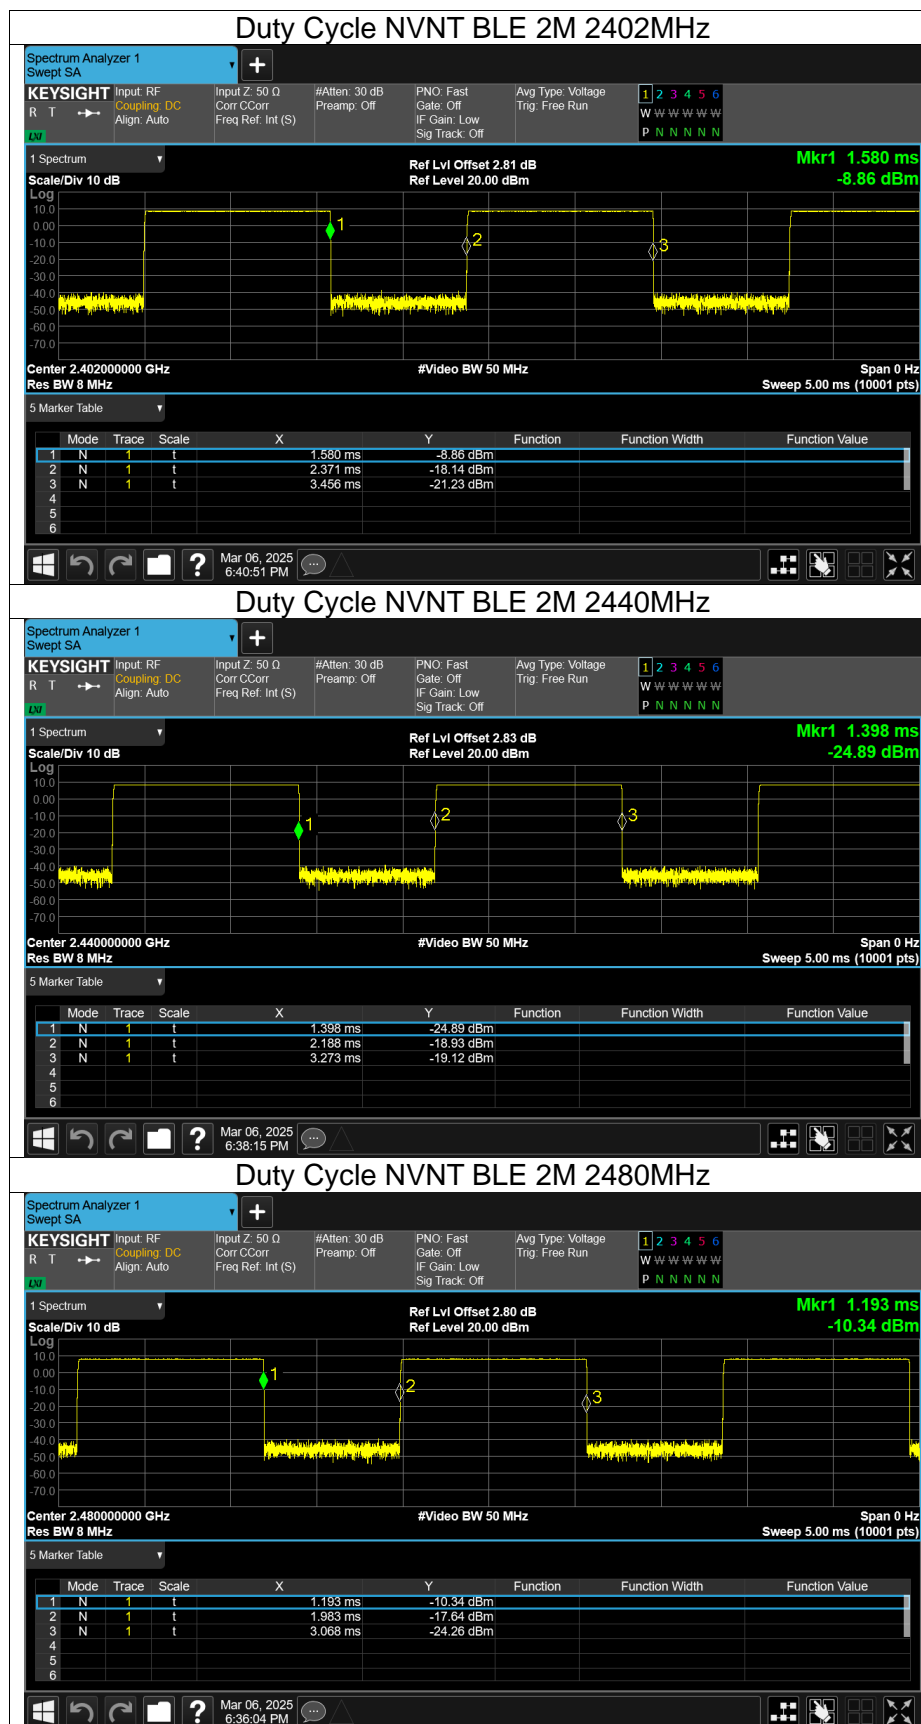 Duty Cycle NVNT BLE 2M 2402MHz
Spectrum Analyzer 1
Swept SA
+
KEYSIGHT Input: RF Input Z: 50 Ω #Atten: 30 dB PNO: Fast Avg Type: Voltage 1 2 3 4 5 6
R T Coupling: DC Corr CCorr Preamp: Off Gate: Off Trig: Free Run W W W W W W
Align: Auto Freq Ref: Int (S) IF Gain: Low
LXI Sig Track: Off P N N N N N
1 Spectrum Ref Lvl Offset 2.81 dB Mkr1 1.580 ms
Scale/Div 10 dB Ref Level 20.00 dBm -8.86 dBm
Log
10.0
0.00
-10.0
-20.0
-30.0
-40.0
-50.0
-60.0
-70.0
1
2
3
Center 2.402000000 GHz #Video BW 50 MHz Span 0 Hz
Res BW 8 MHz Sweep 5.00 ms (10001 pts)
5 Marker Table
Mode Trace Scale X Y Function Function Width Function Value
1 N 1 t 1.580 ms -8.86 dBm
2 N 1 t 2.371 ms -18.14 dBm
3 N 1 t 3.456 ms -21.23 dBm
4
5
6
? Mar 06, 2025
6:40:51 PM
Duty Cycle NVNT BLE 2M 2440MHz
Spectrum Analyzer 1
Swept SA
+
KEYSIGHT Input: RF Input Z: 50 Ω #Atten: 30 dB PNO: Fast Avg Type: Voltage 1 2 3 4 5 6
R T Coupling: DC Corr CCorr Preamp: Off Gate: Off Trig: Free Run W W W W W W
Align: Auto Freq Ref: Int (S) IF Gain: Low
LXI Sig Track: Off P N N N N N
1 Spectrum Ref Lvl Offset 2.83 dB Mkr1 1.398 ms
Scale/Div 10 dB Ref Level 20.00 dBm -24.89 dBm
Log
10.0
0.00
-10.0
-20.0
-30.0
-40.0
-50.0
-60.0
-70.0
1
2
3
Center 2.440000000 GHz #Video BW 50 MHz Span 0 Hz
Res BW 8 MHz Sweep 5.00 ms (10001 pts)
5 Marker Table
Mode Trace Scale X Y Function Function Width Function Value
1 N 1 t 1.398 ms -24.89 dBm
2 N 1 t 2.188 ms -18.93 dBm
3 N 1 t 3.273 ms -19.12 dBm
4
5
6
? Mar 06, 2025
6:38:15 PM
Duty Cycle NVNT BLE 2M 2480MHz
Spectrum Analyzer 1
Swept SA
+
KEYSIGHT Input: RF Input Z: 50 Ω #Atten: 30 dB PNO: Fast Avg Type: Voltage 1 2 3 4 5 6
R T Coupling: DC Corr CCorr Preamp: Off Gate: Off Trig: Free Run W W W W W W
Align: Auto Freq Ref: Int (S) IF Gain: Low
LXI Sig Track: Off P N N N N N
1 Spectrum Ref Lvl Offset 2.80 dB Mkr1 1.193 ms
Scale/Div 10 dB Ref Level 20.00 dBm -10.34 dBm
Log
10.0
0.00
-10.0
-20.0
-30.0
-40.0
-50.0
-60.0
-70.0
1
2
3
Center 2.480000000 GHz #Video BW 50 MHz Span 0 Hz
Res BW 8 MHz Sweep 5.00 ms (10001 pts)
5 Marker Table
Mode Trace Scale X Y Function Function Width Function Value
1 N 1 t 1.193 ms -10.34 dBm
2 N 1 t 1.983 ms -17.64 dBm
3 N 1 t 3.068 ms -24.26 dBm
4
5
6
? Mar 06, 2025
6:36:04 PM